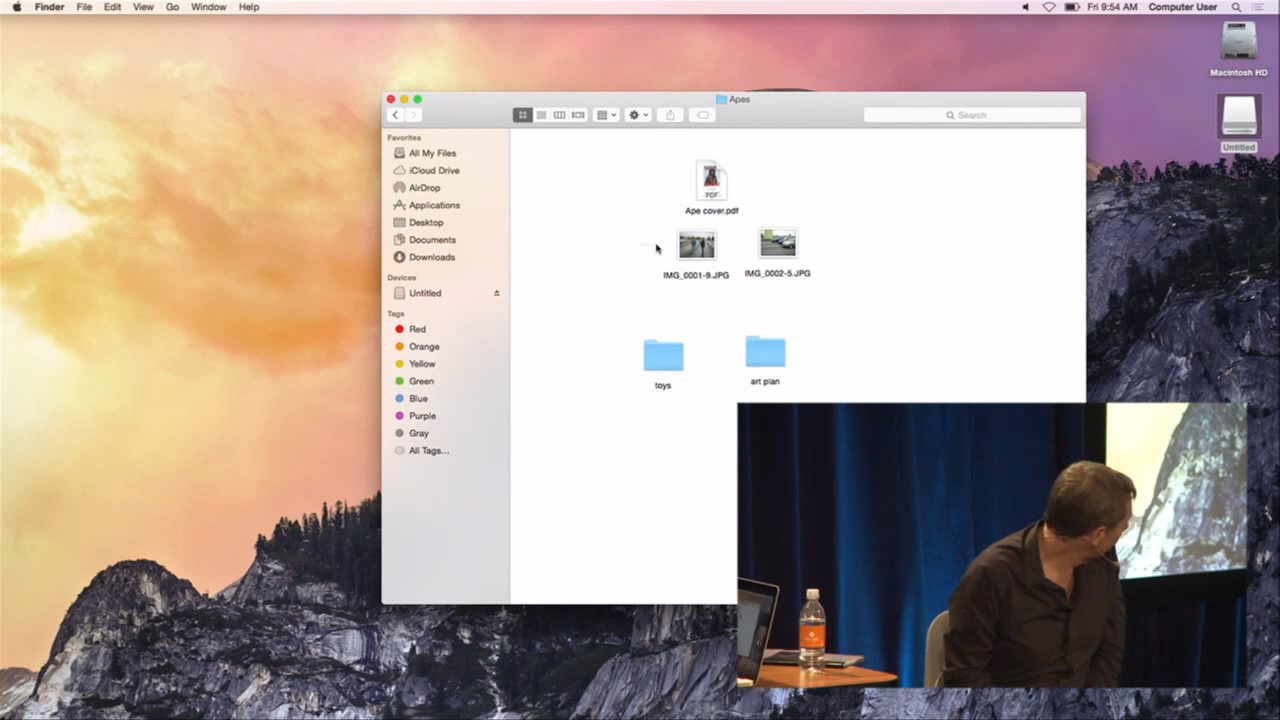 Finder File Edit View Go Window Help
Fri 9:54 AM Computer User
Macintosh HD
Untitled
Apes
Search
Favorites
All My Files
iCloud Drive
AirDrop
Applications
Desktop
Documents
Downloads
Devices
Untitled
Tags
Red
Orange
Yellow
Green
Blue
Purple
Gray
All Tags...
PDF
Ape cover.pdf
IMG_0001-9.JPG
IMG_0002-5.JPG
toys
art plan